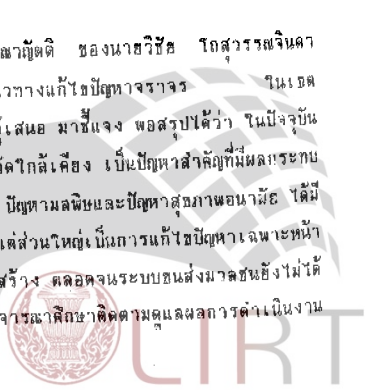 ณวาญัตติ ของนายวิชัย โถสุวรรณจินดา
วทางแก้ไขปัญหาจราจร ในเขต
ู้เสนอ มาชี้แจง พอสรุปได้ว่า ในปัจจุบัน
ัดใกล้เคียง เป็นปัญหาสำคัญที่มีผลกระทบ
ปัญหามลพิษและปัญหาสุขภาพอนามัย ได้มี
แต่ส่วนใหญ่เป็นการแก้ไขปัญหาเฉพาะหน้า
สร้าง ตลอดจนระบบขนส่งมวลชนยังไม่ได้
จารณาศึกษาติดตามดูแลผลการดำเนินงาน
LIRT